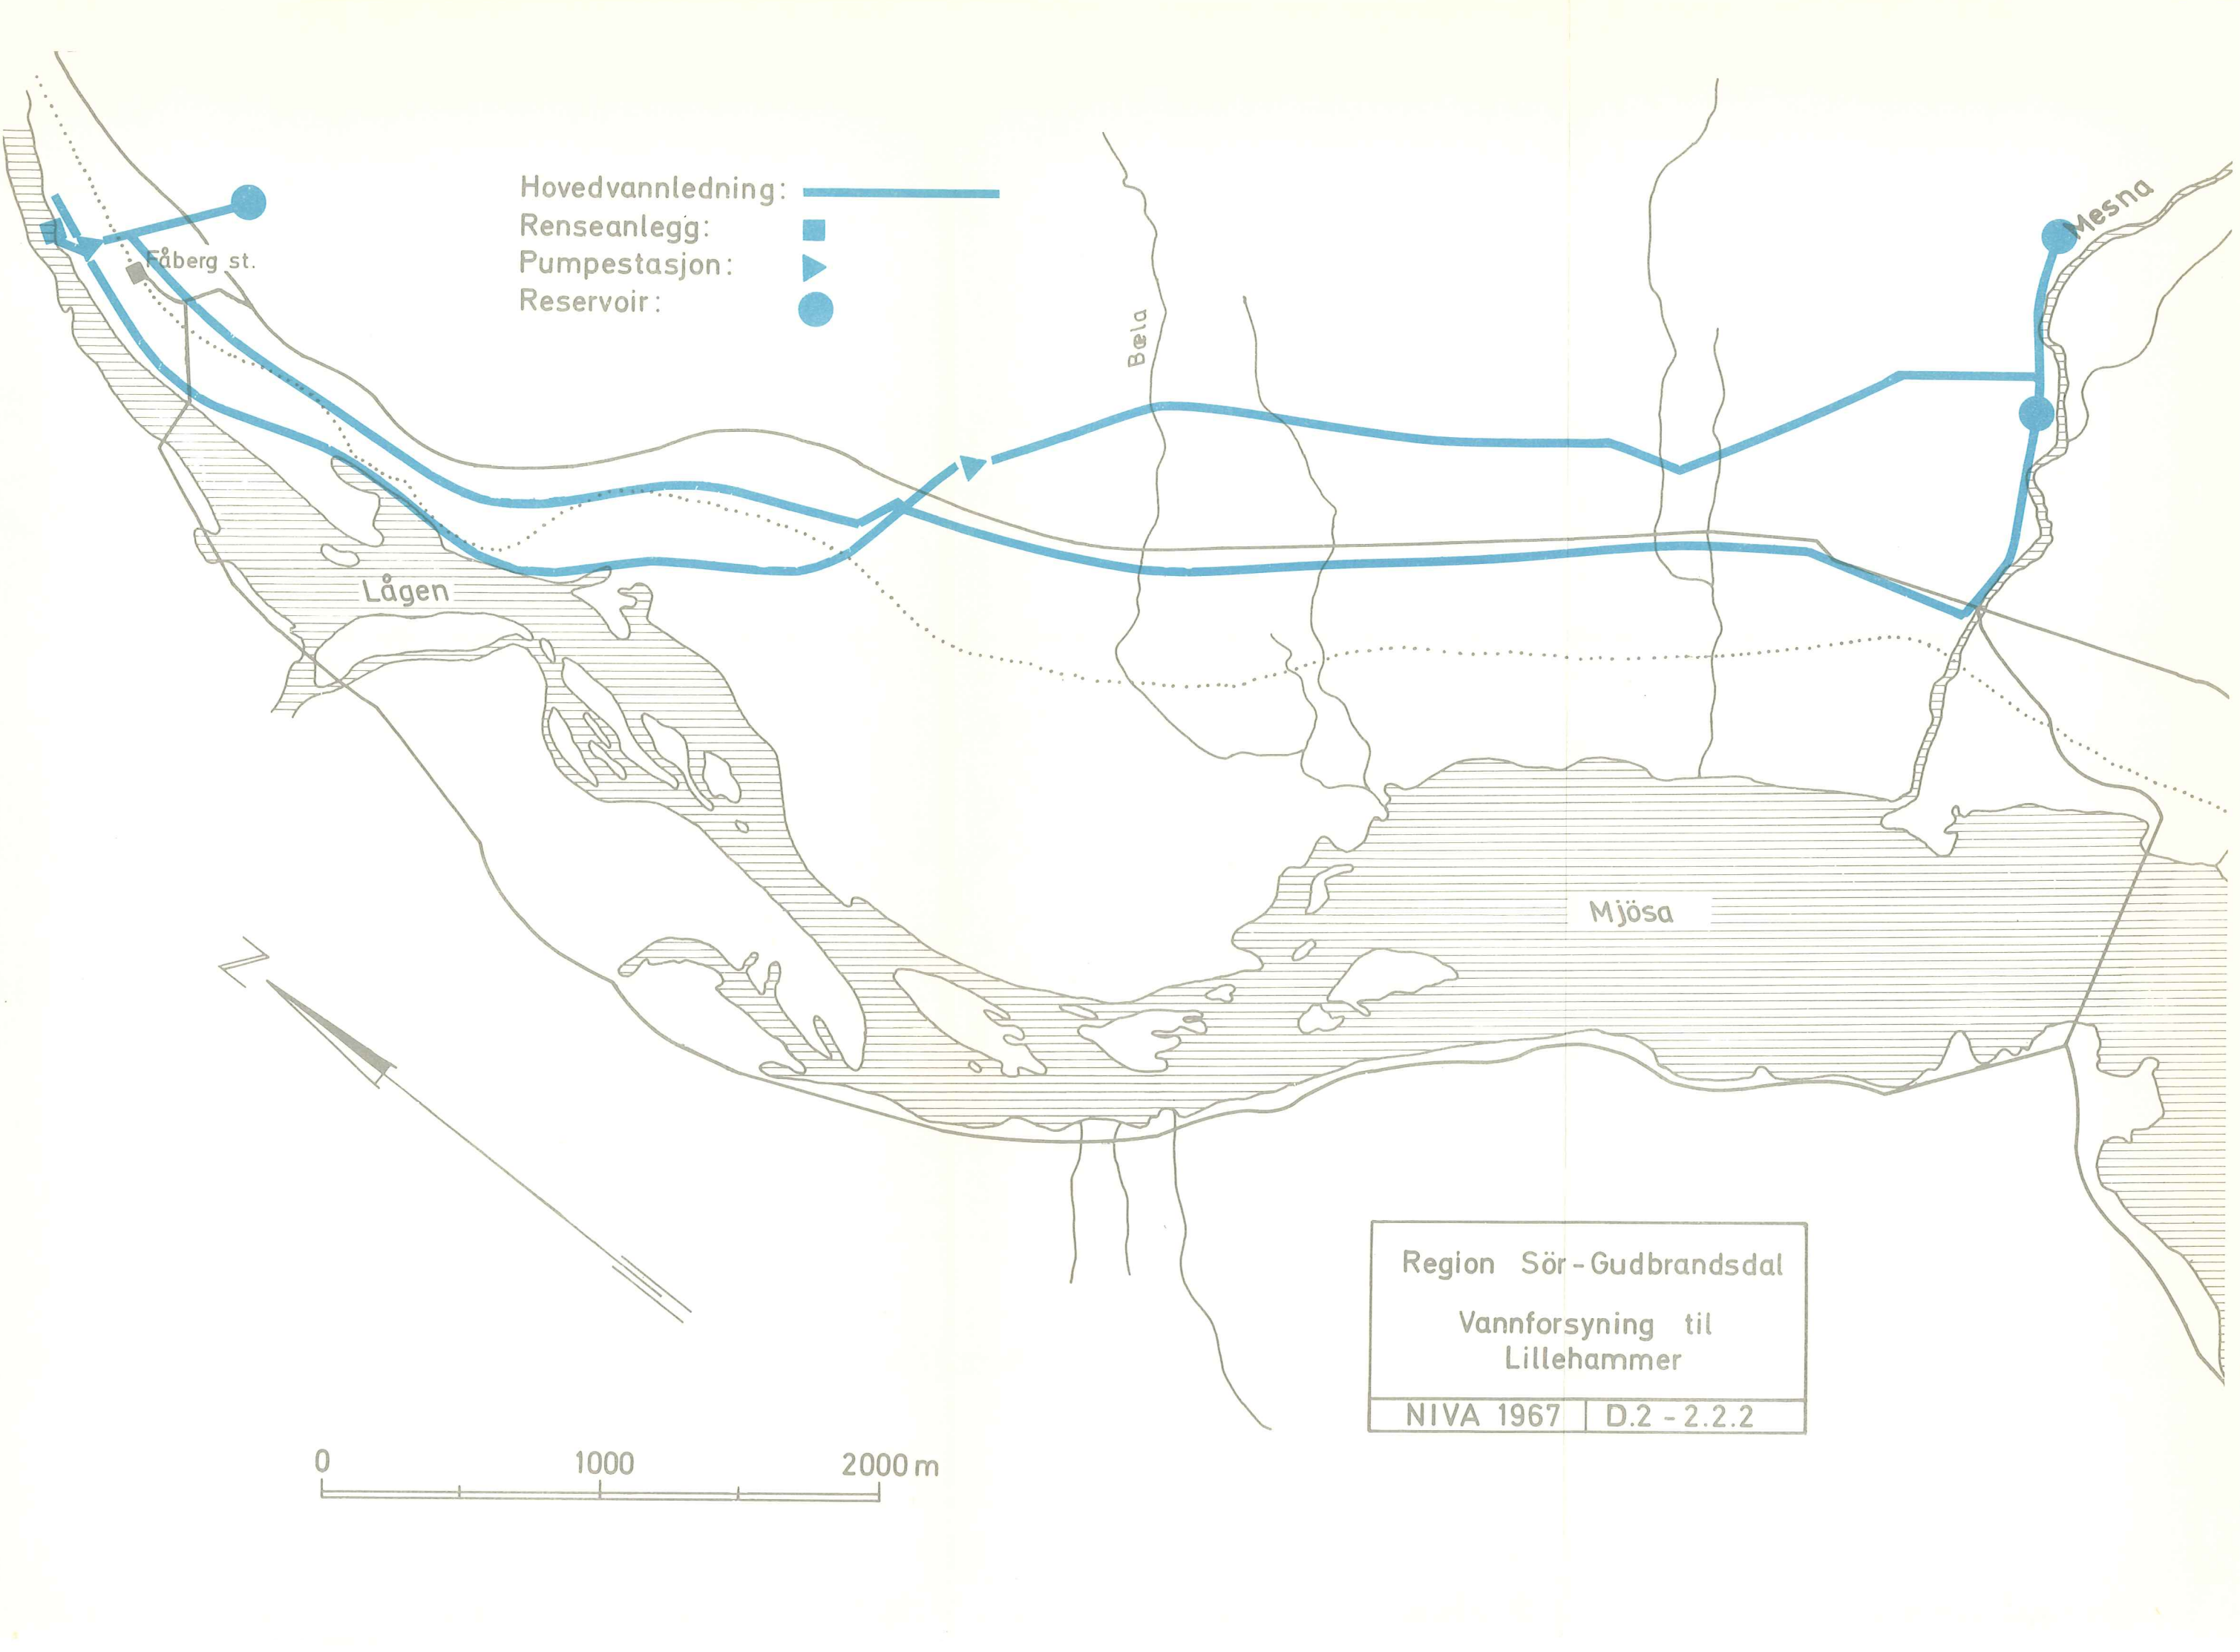 Hovedvannledning:
Renseanlegg:
Pumpestasjon:
Reservoir:
Mesna
Fåberg st.
Bæla
Lågen
Mjösa
N
Region Sör-Gudbrandsdal
Vannforsyning til
Lillehammer
NIVA 1967 D.2-2.2.2
0 1000 2000 m